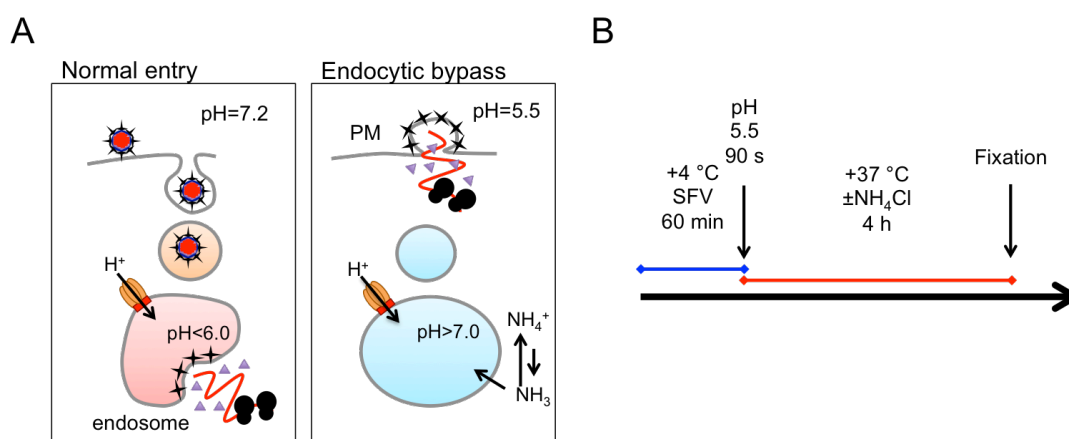 A
Normal entry
pH=7.2
H⁺
pH<6.0
endosome
Endocytic bypass
pH=5.5
PM
H⁺
pH>7.0
NH₄⁺
NH₃
B
pH
5.5
90 s
+4 °C
SFV
60 min
+37 °C
±NH₄Cl
4 h
Fixation